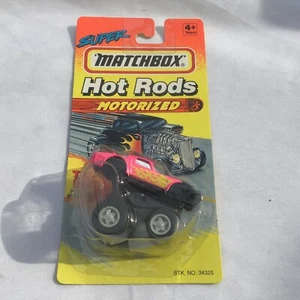 SUPER
4+
MATCHBOX
Hot Rods
MOTORIZED
STK. NO. 34325